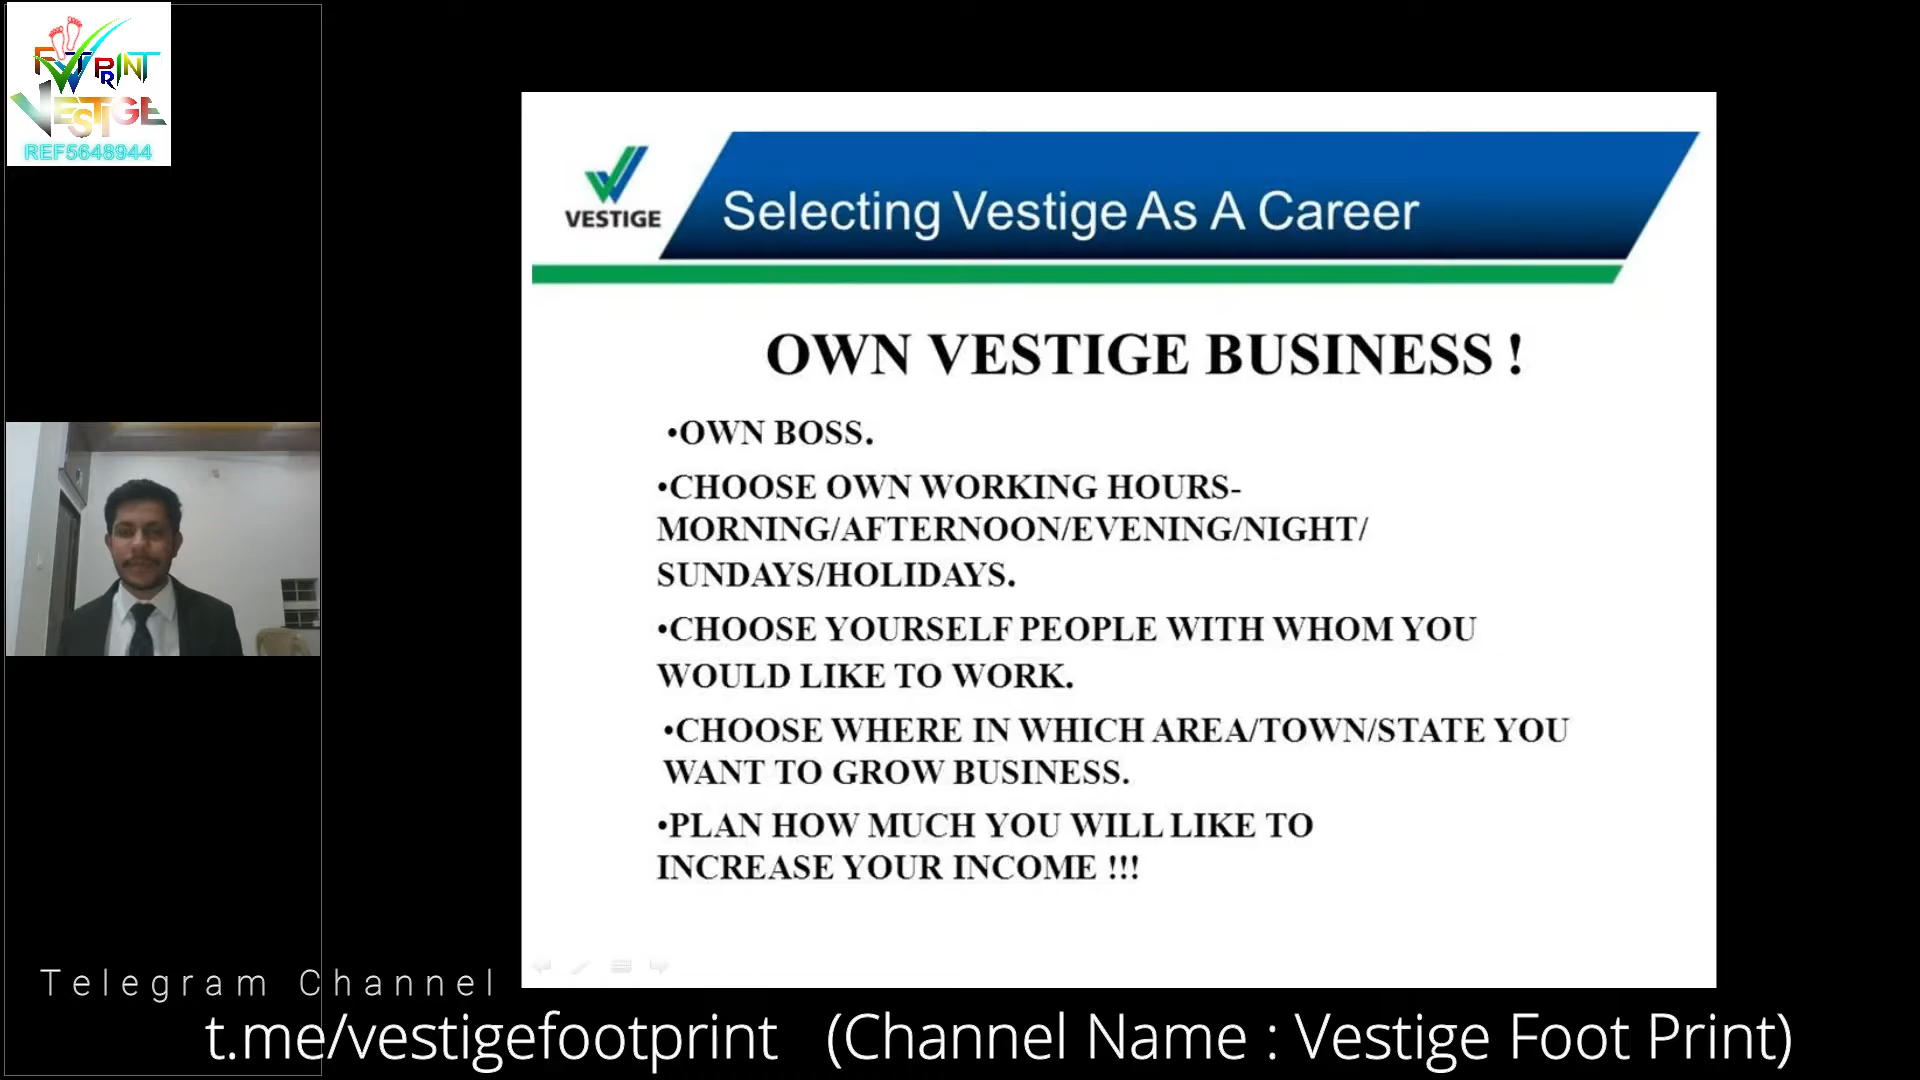 FOOTPRINT
VESTIGE
REF5648944
VESTIGE
Selecting Vestige As A Career
OWN VESTIGE BUSINESS !
•OWN BOSS.
•CHOOSE OWN WORKING HOURS-
MORNING/AFTERNOON/EVENING/NIGHT/
SUNDAYS/HOLIDAYS.
•CHOOSE YOURSELF PEOPLE WITH WHOM YOU
WOULD LIKE TO WORK.
•CHOOSE WHERE IN WHICH AREA/TOWN/STATE YOU
WANT TO GROW BUSINESS.
•PLAN HOW MUCH YOU WILL LIKE TO
INCREASE YOUR INCOME !!!
Telegram Channel
t.me/vestigefootprint (Channel Name : Vestige Foot Print)